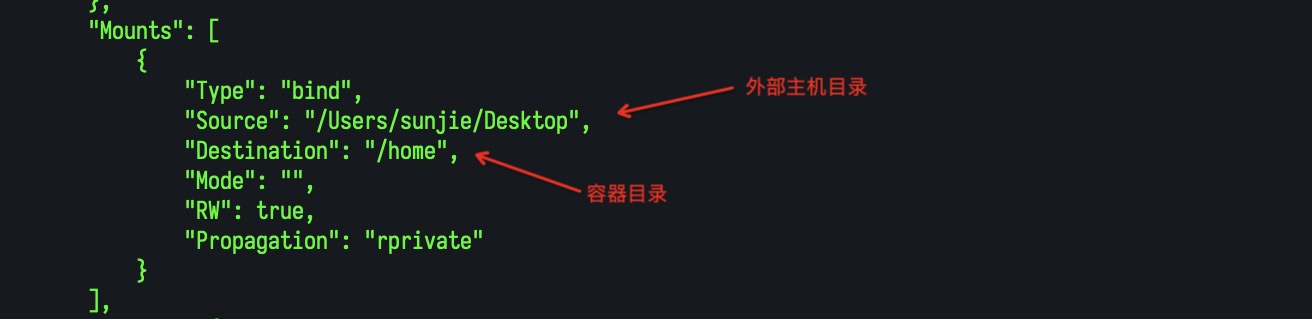 },
"Mounts": [
{
"Type": "bind",
外部主机目录
"Source": "/Users/sunjie/Desktop",
"Destination": "/home",
"Mode": "",
容器目录
"RW": true,
"Propagation": "rprivate"
}
],